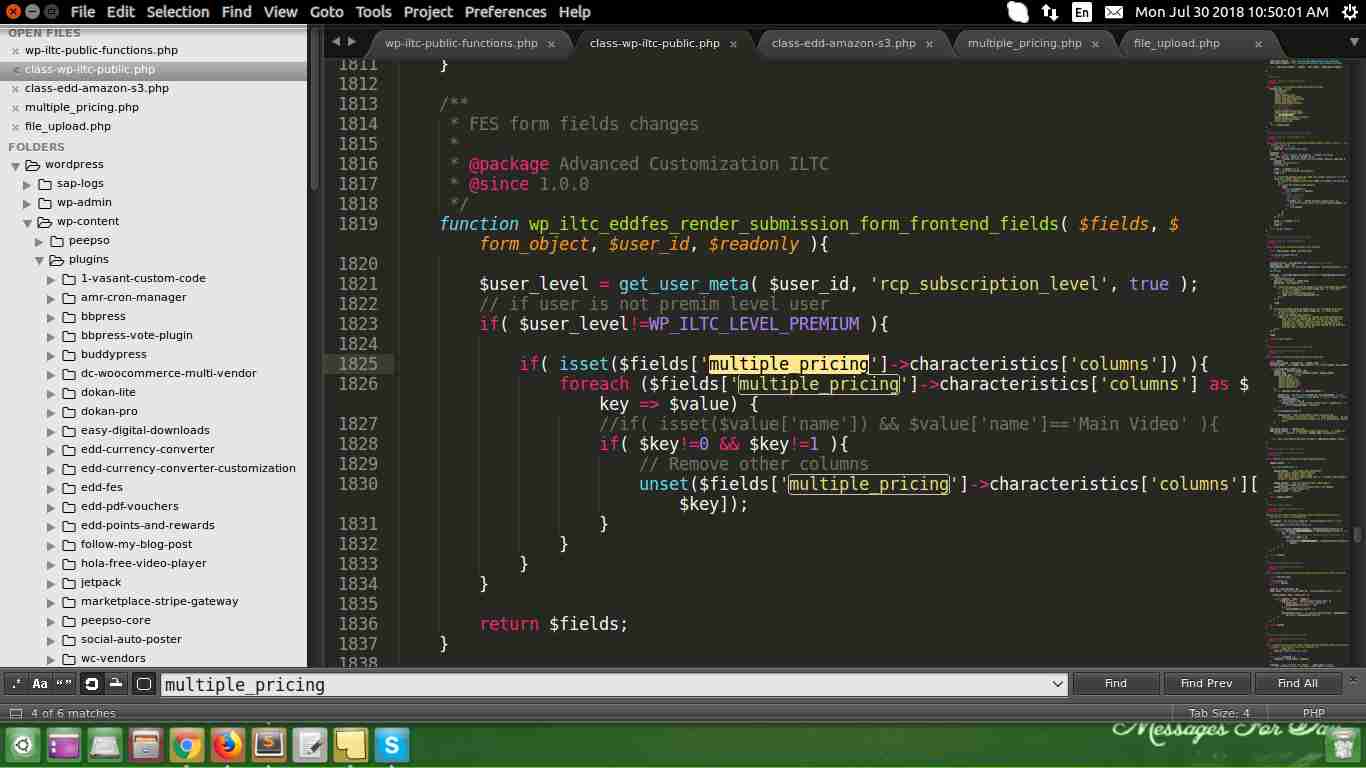 File Edit Selection Find View Goto Tools Project Preferences Help
En Mon Jul 30 2018 10:50:01 AM
OPEN FILES
wp-iltc-public-functions.php
class-wp-iltc-public.php
class-edd-amazon-s3.php
multiple_pricing.php
file_upload.php
FOLDERS
wordpress
sap-logs
wp-admin
wp-content
peepso
plugins
1-vasant-custom-code
amr-cron-manager
bbpress
bbpress-vote-plugin
buddypress
dc-woocommerce-multi-vendor
dokan-lite
dokan-pro
easy-digital-downloads
edd-currency-converter
edd-currency-converter-customization
edd-fes
edd-pdf-vouchers
edd-points-and-rewards
follow-my-blog-post
hola-free-video-player
jetpack
marketplace-stripe-gateway
peepso-core
social-auto-poster
wc-vendors
wp-iltc-public-functions.php × class-wp-iltc-public.php × class-edd-amazon-s3.php × multiple_pricing.php × file_upload.php ×
1811 }
1812
1813 /**
1814 * FES form fields changes
1815 *
1816 * @package Advanced Customization ILTC
1817 * @since 1.0.0
1818 */
1819 function wp_iltc_eddfes_render_submission_form_frontend_fields( $fields, $
form_object, $user_id, $readonly ){
1820
1821 $user_level = get_user_meta( $user_id, 'rcp_subscription_level', true );
1822 // if user is not premim level user
1823 if( $user_level!=WP_ILTC_LEVEL_PREMIUM ){
1824
1825 if( isset($fields['multiple_pricing']->characteristics['columns']) ){
1826 foreach ($fields['multiple_pricing']->characteristics['columns'] as $
key => $value) {
1827 //if( isset($value['name']) && $value['name']=='Main Video' ){
1828 if( $key!=0 && $key!=1 ){
1829 // Remove other columns
1830 unset($fields['multiple_pricing']->characteristics['columns'][
$key]);
1831 }
1832 }
1833 }
1834 }
1835
1836 return $fields;
1837 }
1838
.* Aa “” multiple_pricing Find Find Prev Find All ×
4 of 6 matches Tab Size: 4 PHP
Messages For Day